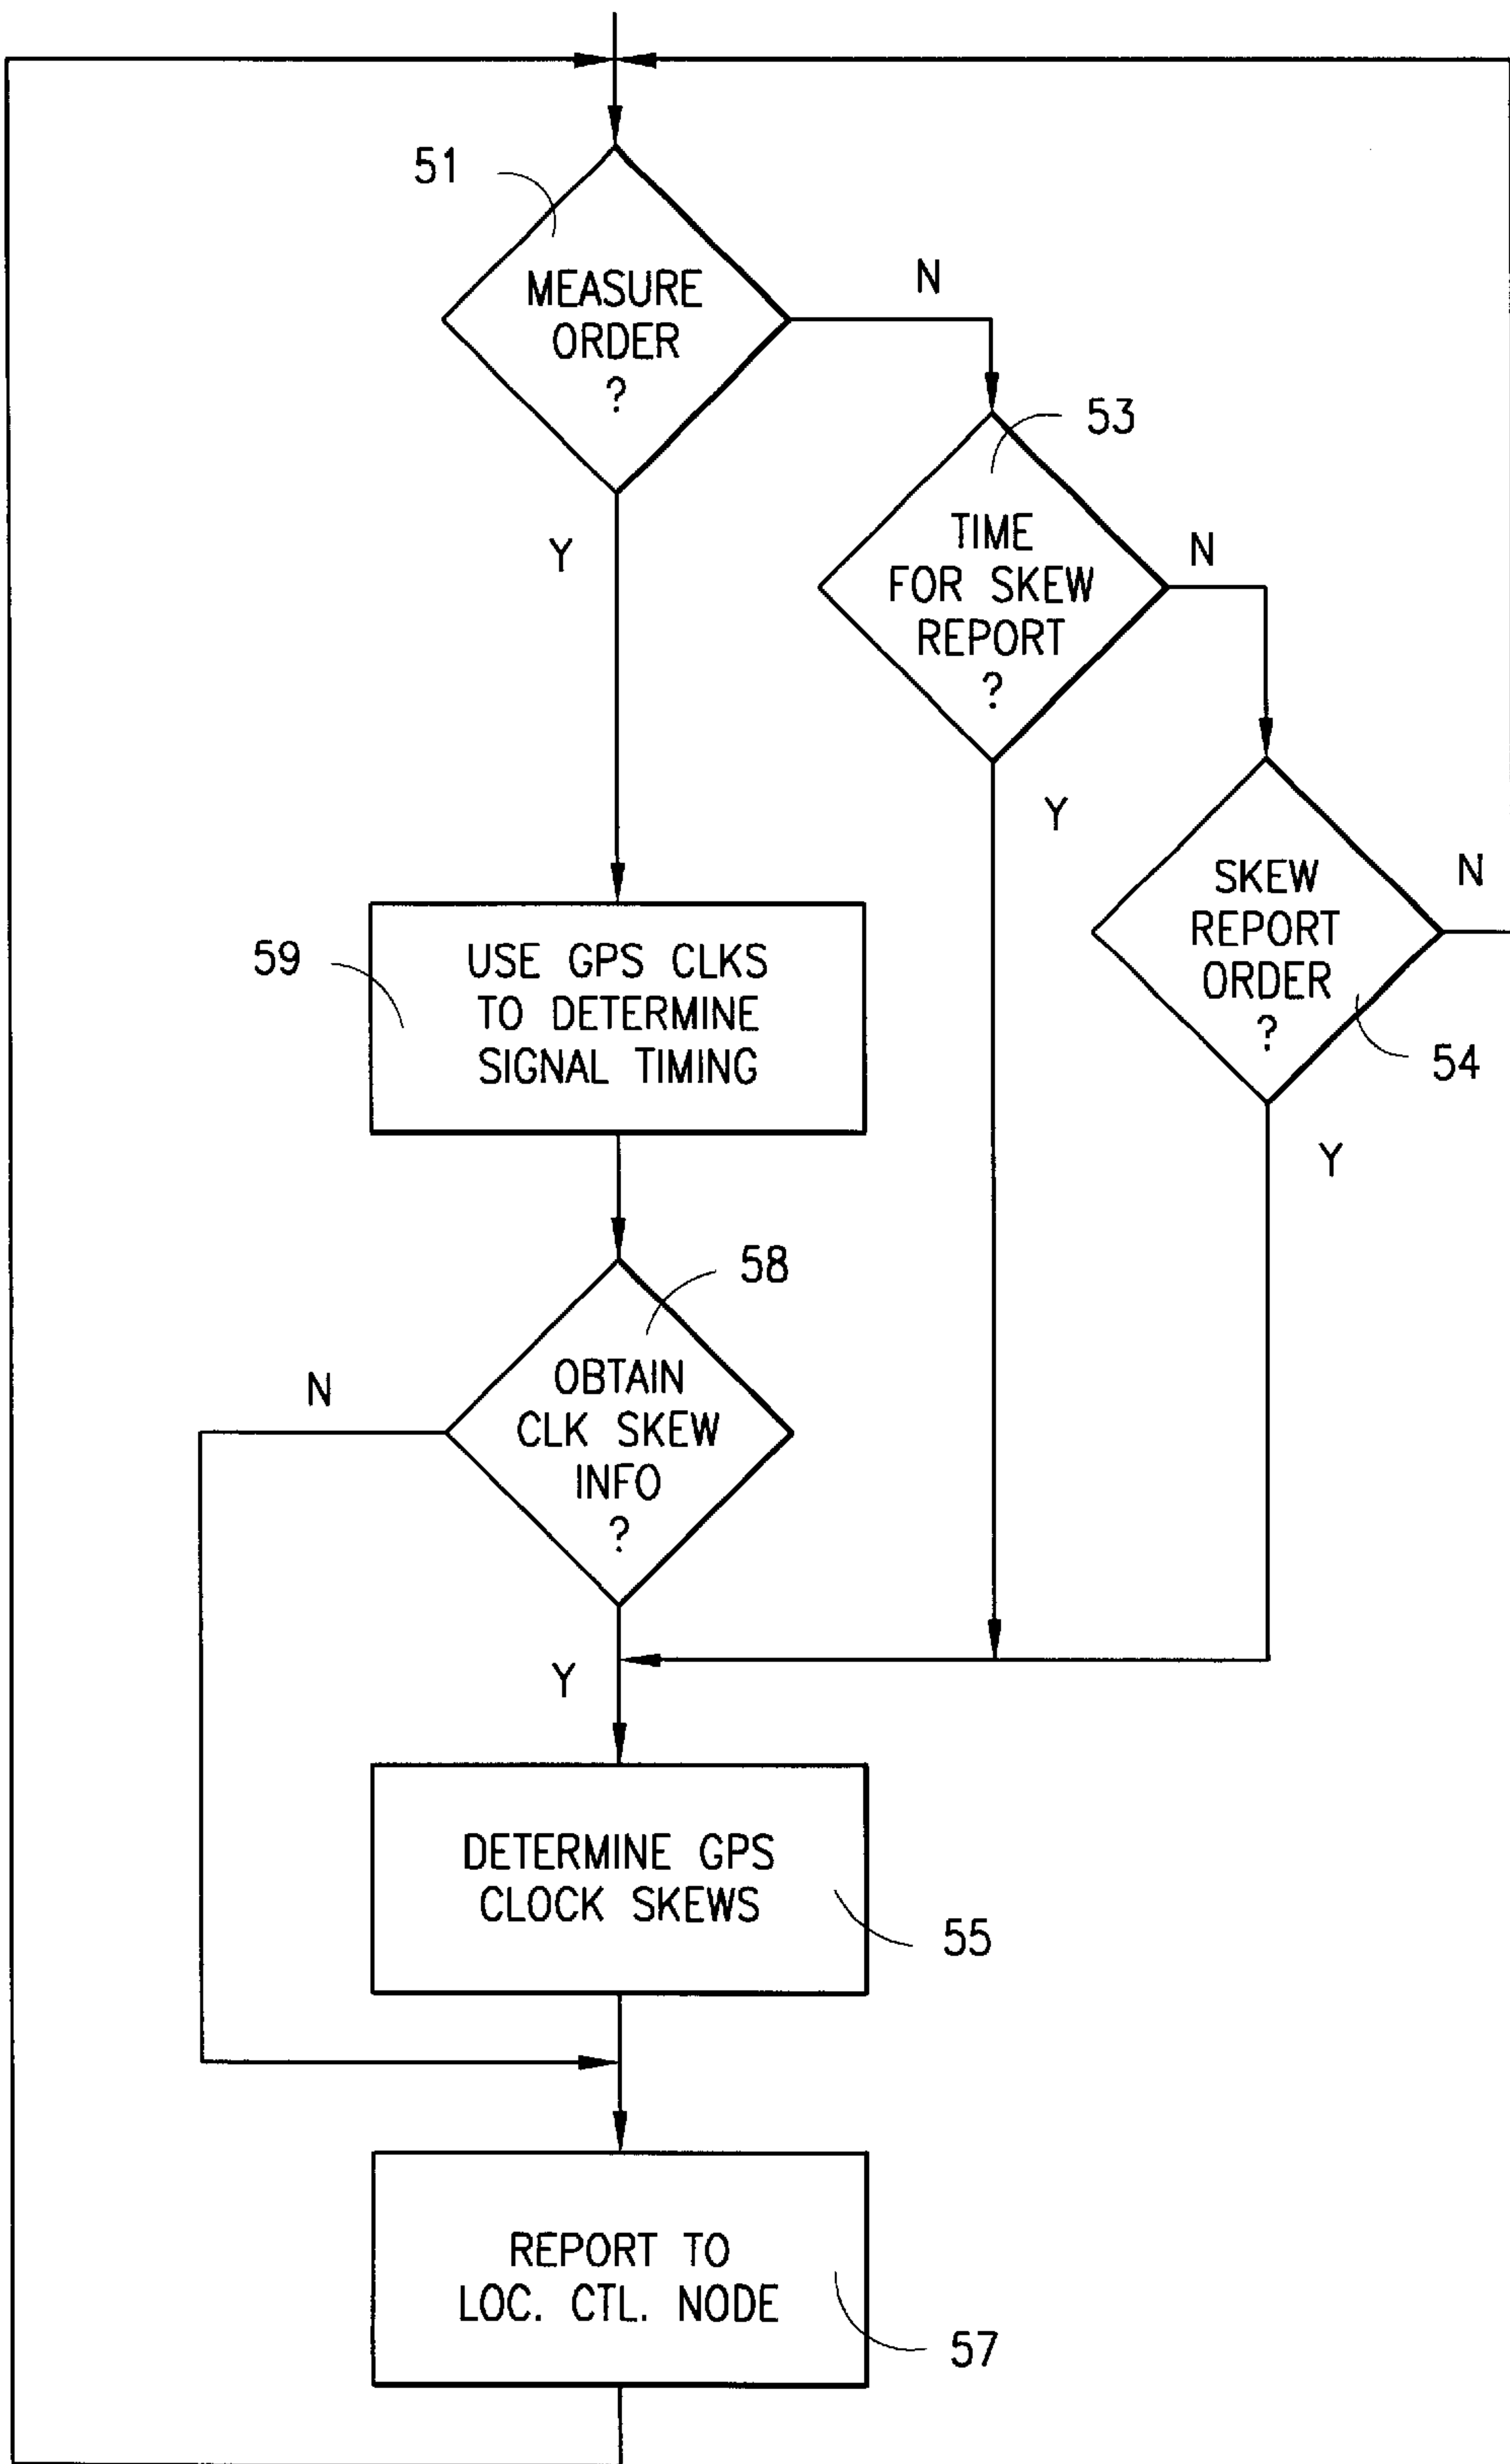 51
MEASURE
ORDER
?
N
Y
53
TIME
FOR SKEW
REPORT
?
N
Y
SKEW
REPORT
ORDER
?
N
54
Y
59
USE GPS CLKS
TO DETERMINE
SIGNAL TIMING
58
OBTAIN
CLK SKEW
INFO
?
N
Y
DETERMINE GPS
CLOCK SKEWS
55
REPORT TO
LOC. CTL. NODE
57